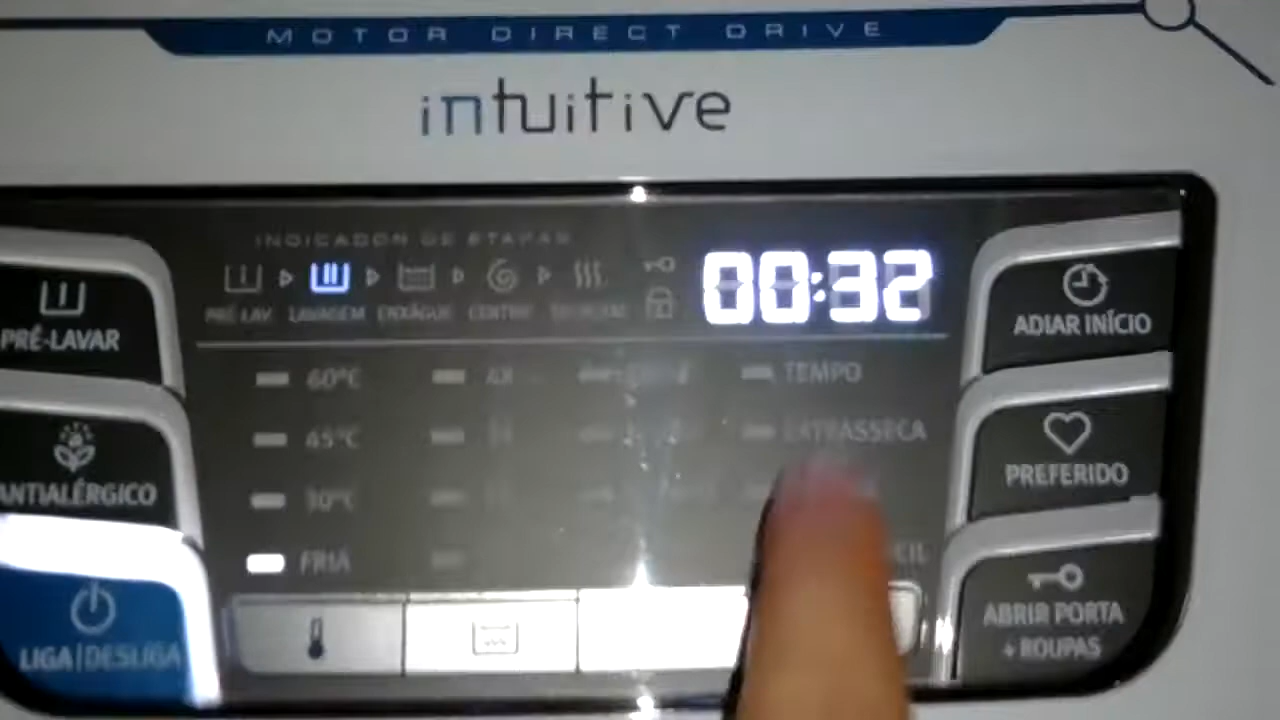 MOTOR DIRECT DRIVE
intuitive
INDICADOR DE ETAPAS
PRÉ-LAV LAVAGEM ENXÁGUE CENTRIF
00:32
PRÉ-LAVAR
ANTIALÉRGICO
LIGA|DESLIGA
60°C
45°C
30°C
FRIA
4X
TEMPO
EXTRASSECA
ADIAR INÍCIO
PREFERIDO
ABRIR PORTA
+ ROUPAS